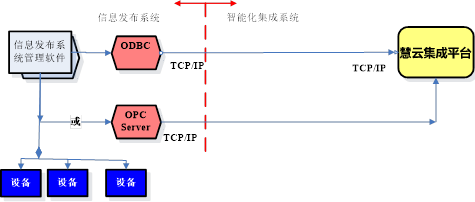 信息发布系统
智能化集成系统
信息发布系
统管理软件
ODBC
TCP/IP
TCP/IP
慧云集成平台
或
OPC
Server
TCP/IP
设备
设备
设备